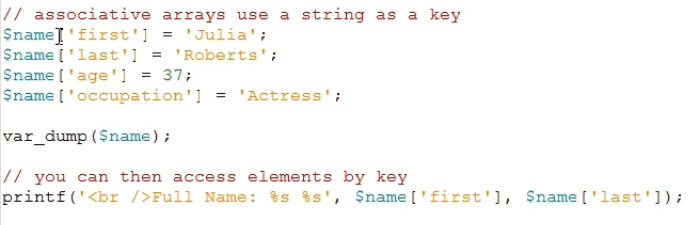 // associative arrays use a string as a key
$name['first'] = 'Julia';
$name['last'] = 'Roberts';
$name['age'] = 37;
$name['occupation'] = 'Actress';
var_dump($name);
// you can then access elements by key
printf('<br />Full Name: %s %s', $name['first'], $name['last']);